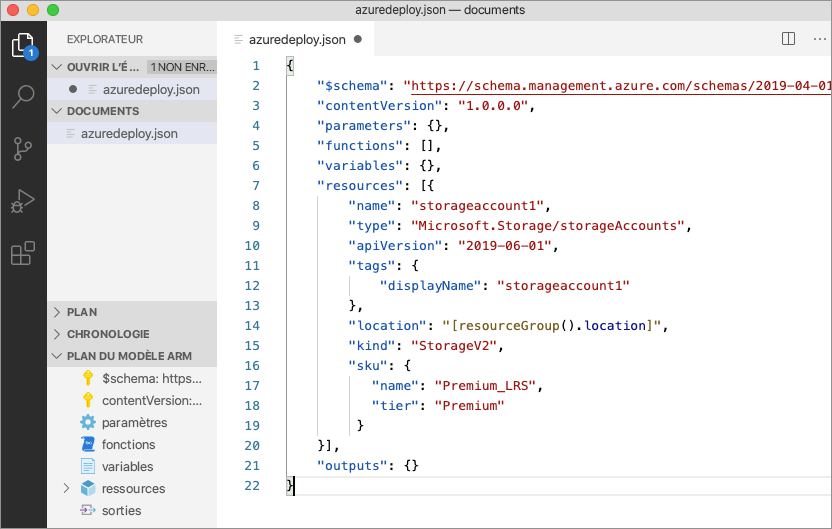 azuredeploy.json — documents
EXPLORATEUR
OUVRIR L'É... 1 NON ENR...
azuredeploy.json
DOCUMENTS
azuredeploy.json
PLAN
CHRONOLOGIE
PLAN DU MODÈLE ARM
$schema: https...
contentVersion:...
paramètres
fonctions
variables
ressources
sorties
1
azuredeploy.json
1 {
2 "$schema": "https://schema.management.azure.com/schemas/2019-04-01
3 "contentVersion": "1.0.0.0",
4 "parameters": {},
5 "functions": [],
6 "variables": {},
7 "resources": [{
8 "name": "storageaccount1",
9 "type": "Microsoft.Storage/storageAccounts",
10 "apiVersion": "2019-06-01",
11 "tags": {
12 "displayName": "storageaccount1"
13 },
14 "location": "[resourceGroup().location]",
15 "kind": "StorageV2",
16 "sku": {
17 "name": "Premium_LRS",
18 "tier": "Premium"
19 }
20 }],
21 "outputs": {}
22 }